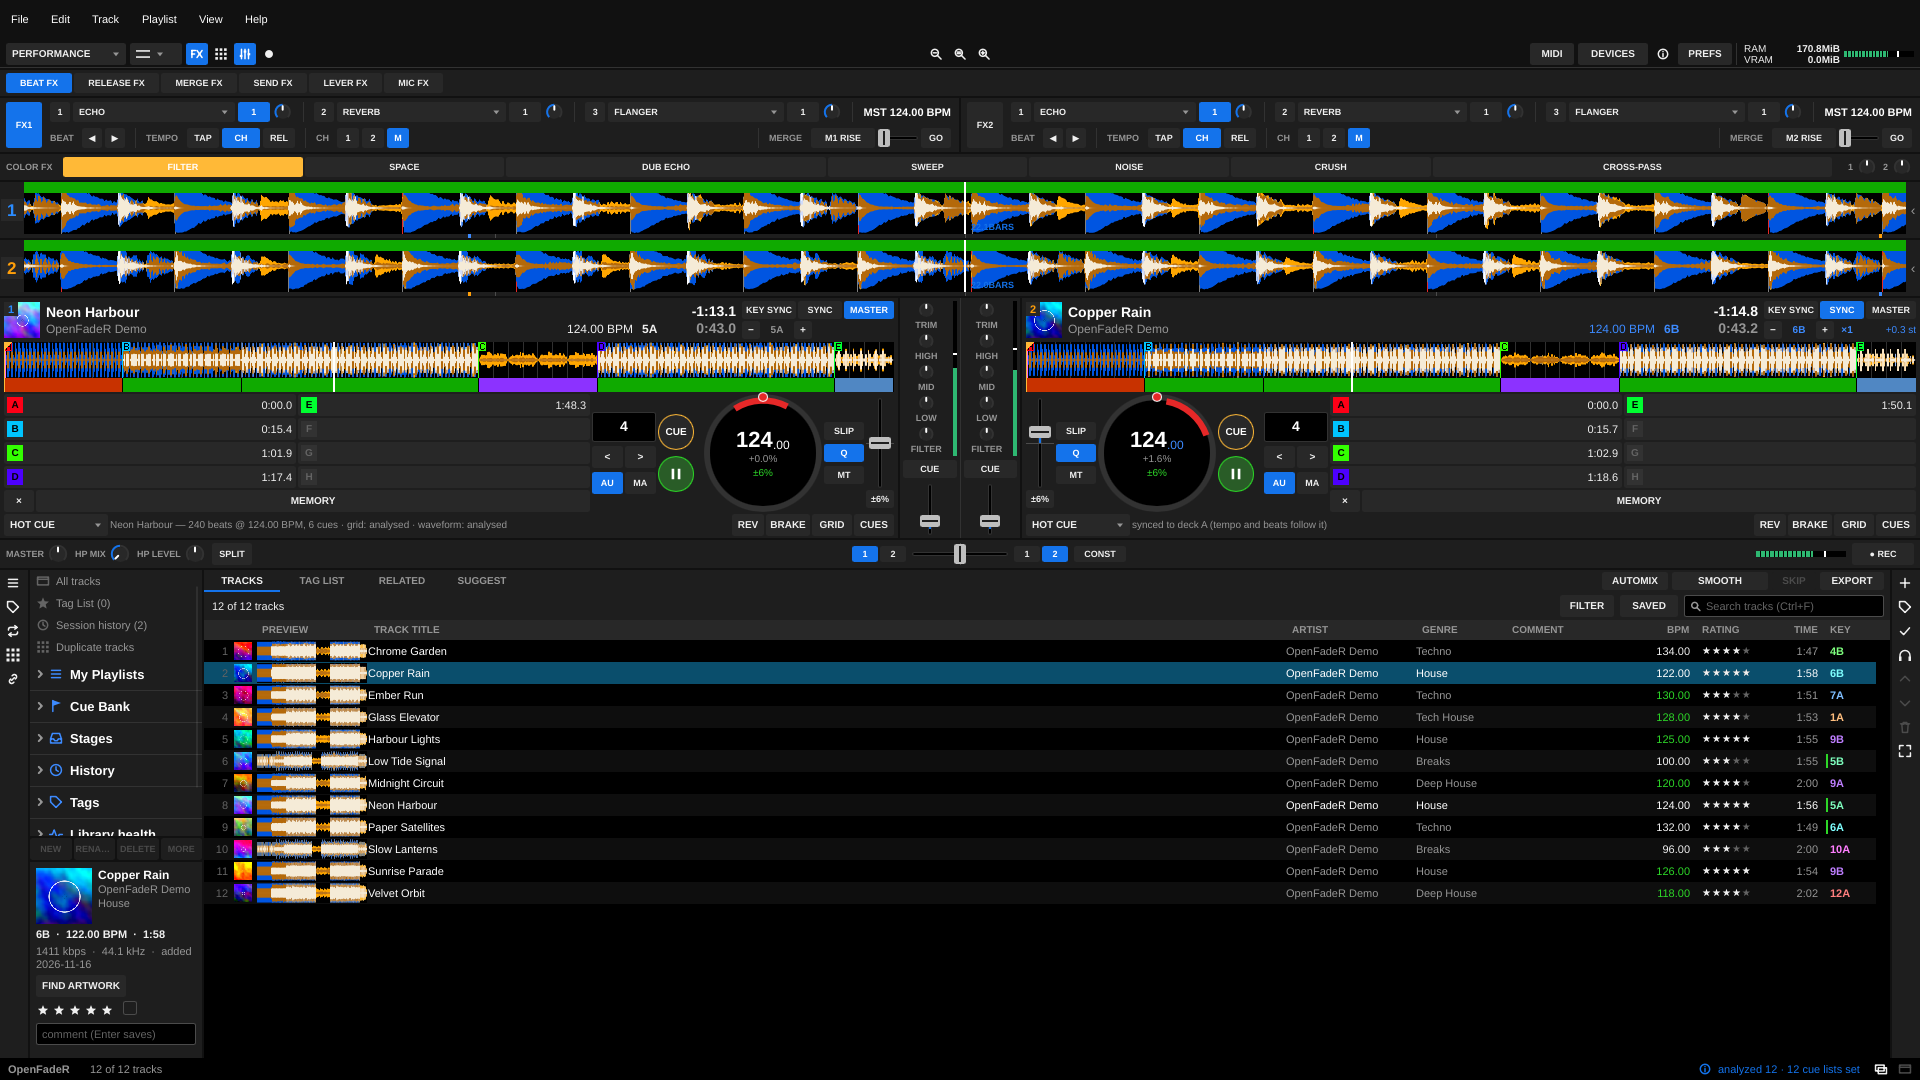 File Edit Track Playlist View Help
PERFORMANCE FX MIDI DEVICES PREFS RAM 170.8MiB
VRAM 0.0MiB
BEAT FX RELEASE FX MERGE FX SEND FX LEVER FX MIC FX
FX1 1 ECHO 1 2 REVERB 1 3 FLANGER 1 MST 124.00 BPM
BEAT ◀ ▶ TEMPO TAP CH REL CH 1 2 M MERGE M1 RISE GO
FX2 1 ECHO 1 2 REVERB 1 3 FLANGER 1 MST 124.00 BPM
BEAT ◀ ▶ TEMPO TAP CH REL CH 1 2 M MERGE M2 RISE GO
COLOR FX FILTER SPACE DUB ECHO SWEEP NOISE CRUSH CROSS-PASS 1 2
1
2
1 Neon Harbour -1:13.1 KEY SYNC SYNC MASTER
OpenFadeR Demo 124.00 BPM 5A 0:43.0 − 5A +
B C D E
A 0:00.0 E 1:48.3
B 0:15.4 F
C 1:01.9 G
D 1:17.4 H
× MEMORY
4 CUE
< >
AU MA
124.00
+0.0%
±6%
SLIP
Q
MT
±6%
HOT CUE Neon Harbour — 240 beats @ 124.00 BPM, 6 cues · grid: analysed · waveform: analysed REV BRAKE GRID CUES
TRIM TRIM
HIGH HIGH
MID MID
LOW LOW
FILTER FILTER
CUE CUE
2 Copper Rain -1:14.8 KEY SYNC SYNC MASTER
OpenFadeR Demo 124.00 BPM 6B 0:43.2 − 6B + ×1 +0.3 st
B C D E
SLIP
Q
MT
±6%
124.00
+1.6%
±6%
CUE 4
< >
AU MA
A 0:00.0 E 1:50.1
B 0:15.7 F
C 1:02.9 G
D 1:18.6 H
× MEMORY
HOT CUE synced to deck A (tempo and beats follow it) REV BRAKE GRID CUES
MASTER HP MIX HP LEVEL SPLIT 1 2 1 2 CONST ● REC
All tracks
Tag List (0)
Session history (2)
Duplicate tracks
My Playlists
Cue Bank
Stages
History
Tags
Library health
NEW RENA... DELETE MORE
Copper Rain
OpenFadeR Demo
House
6B · 122.00 BPM · 1:58
1411 kbps · 44.1 kHz · added
2026-11-16
FIND ARTWORK
★ ★ ★ ★ ★
comment (Enter saves)
TRACKS TAG LIST RELATED SUGGEST AUTOMIX SMOOTH SKIP EXPORT
12 of 12 tracks FILTER SAVED Search tracks (Ctrl+F)
PREVIEW TRACK TITLE ARTIST GENRE COMMENT BPM RATING TIME KEY
1 Chrome Garden OpenFadeR Demo Techno 134.00 ★★★★★ 1:47 4B
2 Copper Rain OpenFadeR Demo House 122.00 ★★★★★ 1:58 6B
3 Ember Run OpenFadeR Demo Techno 130.00 ★★★★★ 1:51 7A
4 Glass Elevator OpenFadeR Demo Tech House 128.00 ★★★★★ 1:53 1A
5 Harbour Lights OpenFadeR Demo House 125.00 ★★★★★ 1:55 9B
6 Low Tide Signal OpenFadeR Demo Breaks 100.00 ★★★★★ 1:55 5B
7 Midnight Circuit OpenFadeR Demo Deep House 120.00 ★★★★★ 2:00 9A
8 Neon Harbour OpenFadeR Demo House 124.00 ★★★★★ 1:56 5A
9 Paper Satellites OpenFadeR Demo Techno 132.00 ★★★★★ 1:49 6A
10 Slow Lanterns OpenFadeR Demo Breaks 96.00 ★★★★★ 2:00 10A
11 Sunrise Parade OpenFadeR Demo House 126.00 ★★★★★ 1:54 9B
12 Velvet Orbit OpenFadeR Demo Deep House 118.00 ★★★★★ 2:02 12A
OpenFadeR 12 of 12 tracks analyzed 12 · 12 cue lists set